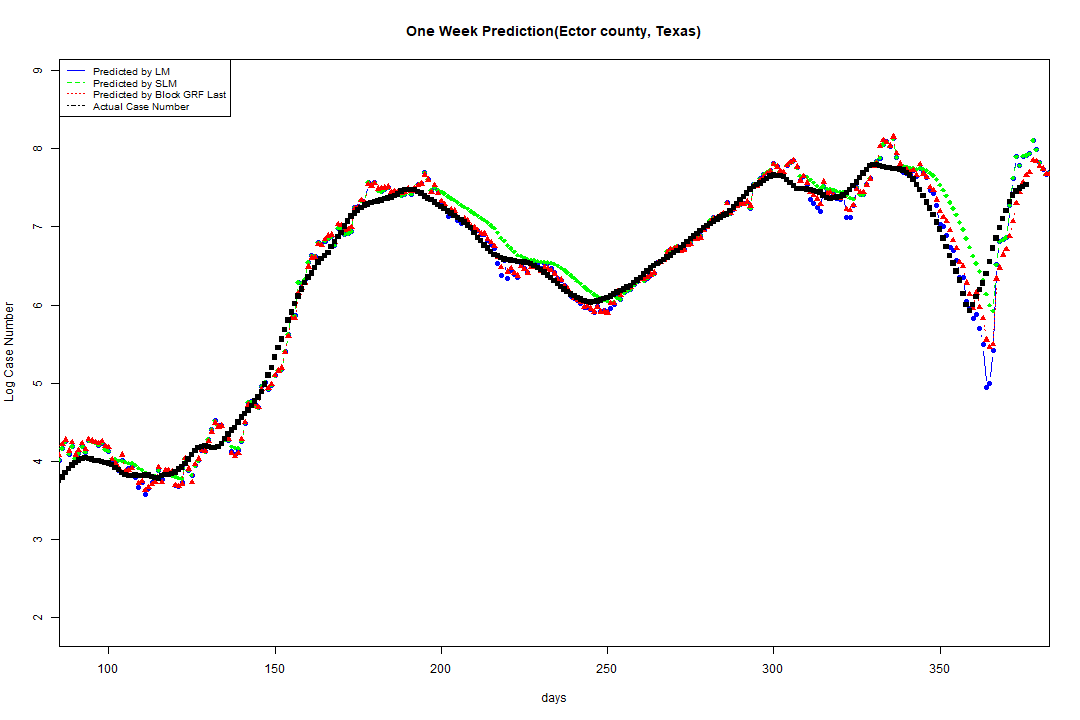 One Week Prediction(Ector county, Texas)
Predicted by LM
Predicted by SLM
Predicted by Block GRF Last
Actual Case Number
9
8
7
6
5
4
3
2
Log Case Number
100 150 200 250 300 350
days